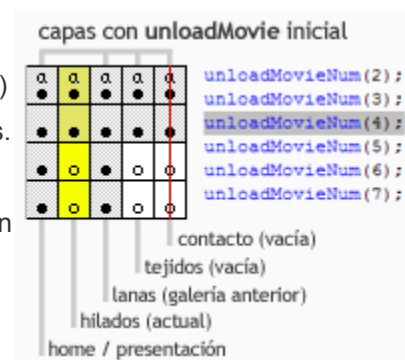 capas con unloadMovie inicial
)
s.
n
a a a a a
unloadMovieNum(2);
unloadMovieNum(3);
unloadMovieNum(4);
unloadMovieNum(5);
unloadMovieNum(6);
unloadMovieNum(7);
contacto (vacía)
tejidos (vacía)
lanas (galería anterior)
hilados (actual)
home / presentación